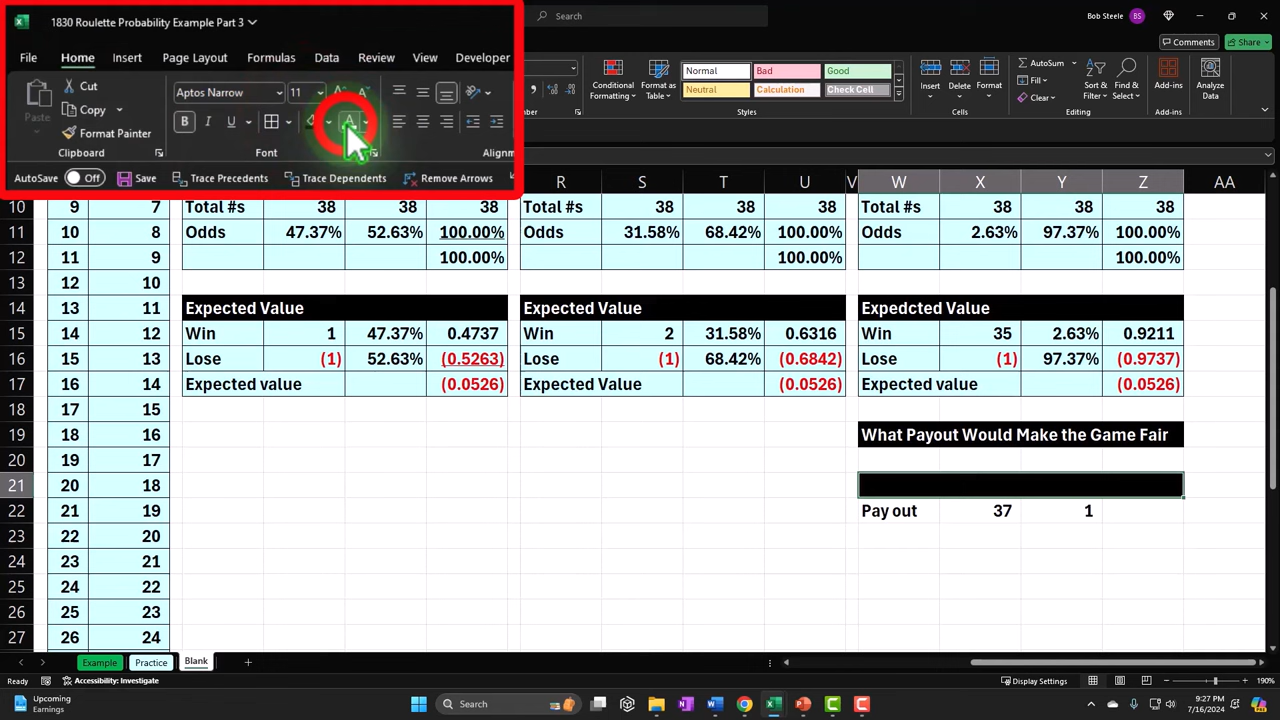 1830 Roulette Probability Example Part 3
Search
Bob Steele BS
File Home Insert Page Layout Formulas Data Review View Developer
Comments Share
Paste
Cut
Copy
Format Painter
Clipboard
Aptos Narrow 11
B I U
Font
Alignm
Conditional Formatting
Format as Table
Normal Bad Good
Neutral Calculation Check Cell
Styles
Insert Delete Format
Cells
AutoSum
Fill
Clear
Sort & Filter
Find & Select
Editing
Add-ins
Add-ins
Analyze Data
AutoSave Off Save Trace Precedents Trace Dependents Remove Arrows
R S T U V W X Y Z AA
10 9 7 Total #s 38 38 38 Total #s 38 38 38 Total #s 38 38 38
11 10 8 Odds 47.37% 52.63% 100.00% Odds 31.58% 68.42% 100.00% Odds 2.63% 97.37% 100.00%
12 11 9 100.00% 100.00% 100.00%
13 12 10
14 13 11 Expected Value Expected Value Expedcted Value
15 14 12 Win 1 47.37% 0.4737 Win 2 31.58% 0.6316 Win 35 2.63% 0.9211
16 15 13 Lose (1) 52.63% (0.5263) Lose (1) 68.42% (0.6842) Lose (1) 97.37% (0.9737)
17 16 14 Expected value (0.0526) Expected Value (0.0526) Expected value (0.0526)
18 17 15
19 18 16 What Payout Would Make the Game Fair
20 19 17
21 20 18
22 21 19 Pay out 37 1
23 22 20
24 23 21
25 24 22
26 25 23
27 26 24
Example Practice Blank
Ready Accessibility: Investigate Display Settings 190%
Upcoming
Earnings
Search
9:27 PM
7/16/2024